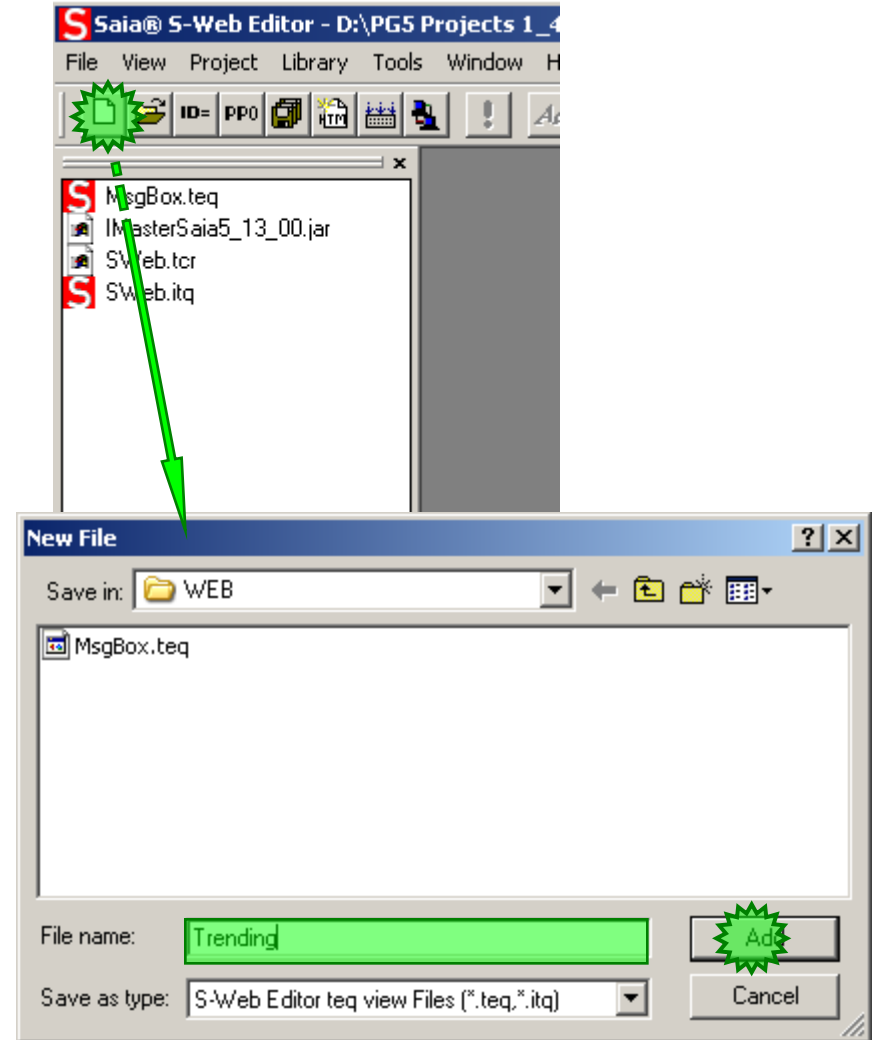 Saia® S-Web Editor - D:\PG5 Projects 1_4
File View Project Library Tools Window H
ID= PP0 HTM
MsgBox.teq
IMasterSaia5_13_00.jar
SWeb.tcr
SWeb.itq
New File
Save in: WEB
MsgBox.teq
File name: Trending Add
Save as type: S-Web Editor teq view Files (*.teq,*.itq) Cancel